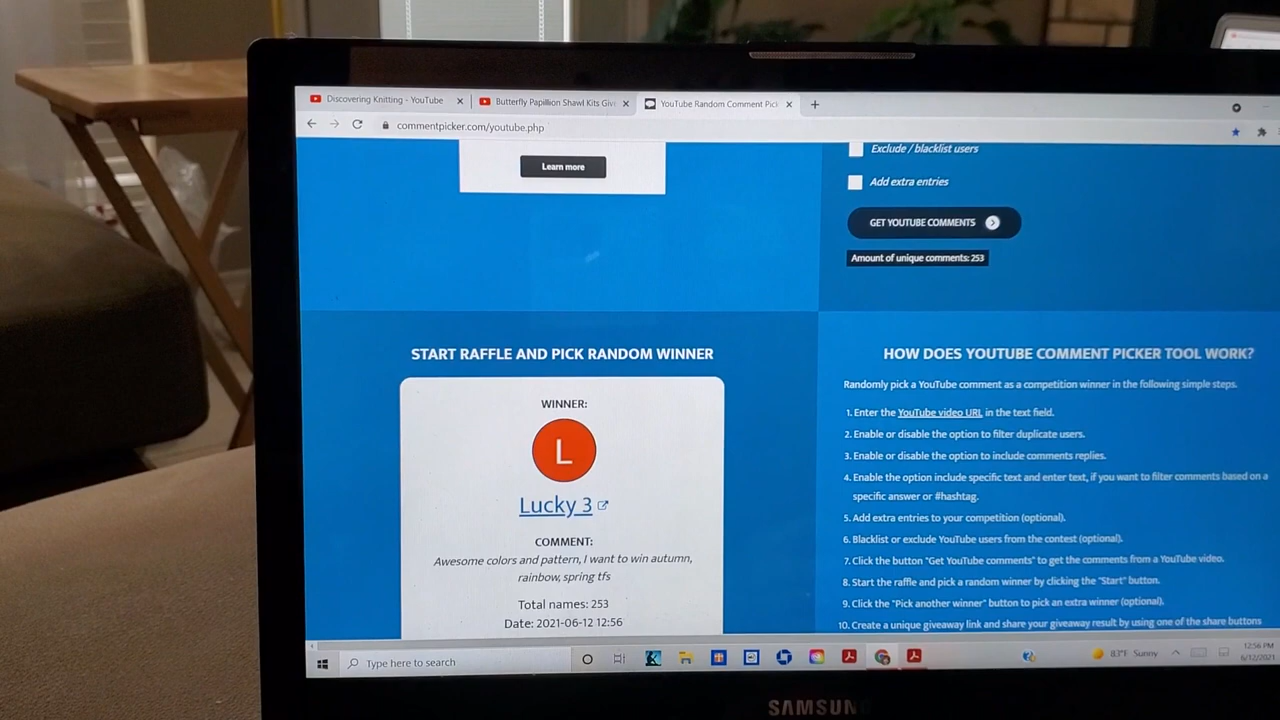 Discovering Knitting - YouTube
Butterfly Papillion Shawl Kits Giv
YouTube Random Comment Pick
commentpicker.com/youtube.php
Learn more
Exclude / blacklist users
Add extra entries
GET YOUTUBE COMMENTS
Amount of unique comments: 253
START RAFFLE AND PICK RANDOM WINNER
WINNER:
L
Lucky 3
COMMENT:
Awesome colors and pattern, I want to win autumn,
rainbow, spring tfs
Total names: 253
Date: 2021-06-12 12:56
HOW DOES YOUTUBE COMMENT PICKER TOOL WORK?
Randomly pick a YouTube comment as a competition winner in the following simple steps.
1. Enter the YouTube video URL in the text field.
2. Enable or disable the option to filter duplicate users.
3. Enable or disable the option to include comments replies.
4. Enable the option include specific text and enter text, if you want to filter comments based on a
specific answer or #hashtag.
5. Add extra entries to your competition (optional).
6. Blacklist or exclude YouTube users from the contest (optional).
7. Click the button "Get YouTube comments" to get the comments from a YouTube video.
8. Start the raffle and pick a random winner by clicking the "Start" button.
9. Click the "Pick another winner" button to pick an extra winner (optional).
10. Create a unique giveaway link and share your giveaway result by using one of the share buttons
Type here to search
83°F Sunny
12:56 PM
6/12/2021
SAMSUNG